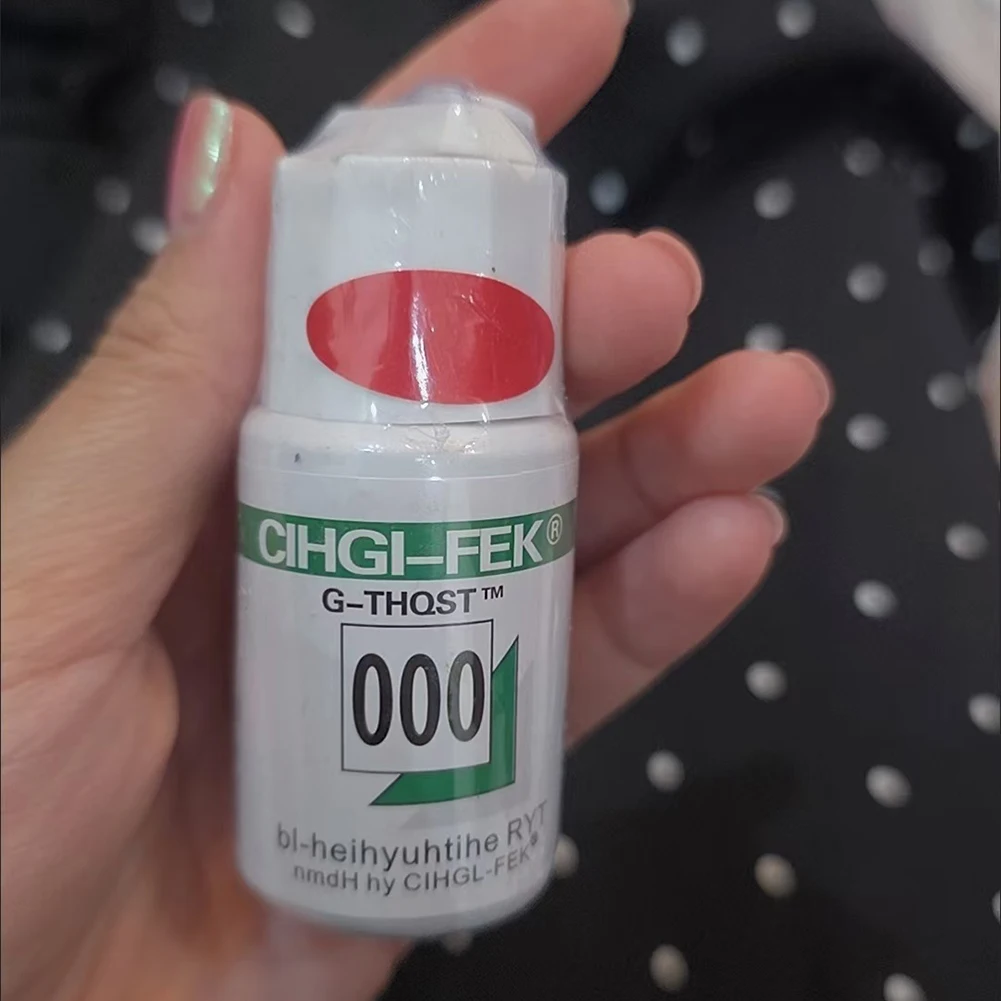 CIHGI–FEK®
G–THQST™
000
bl-heihyuhtihe RYT
nmdH hy CIHGL-FEK®